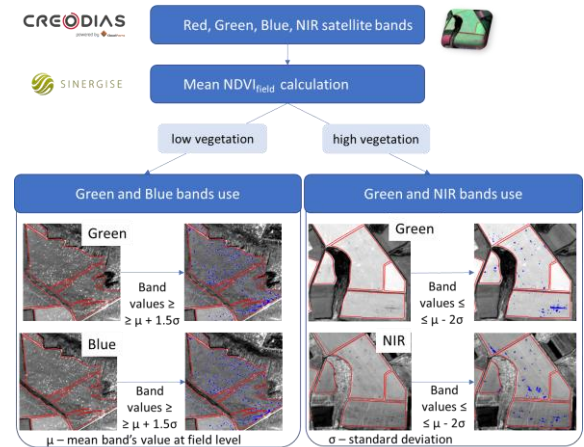 CREODIAS
powered by
Red, Green, Blue, NIR satellite bands
SINERGISE
Mean NDVIfield calculation
low vegetation
high vegetation
Green and Blue bands use
Green and NIR bands use
Green
Band
values ≥
≥ μ + 1.5σ
Blue
Band
values ≥
≥ μ + 1.5σ
μ – mean band's value at field level
Green
Band
values ≤
≤ μ - 2σ
NIR
Band
values ≤
≤ μ - 2σ
σ – standard deviation